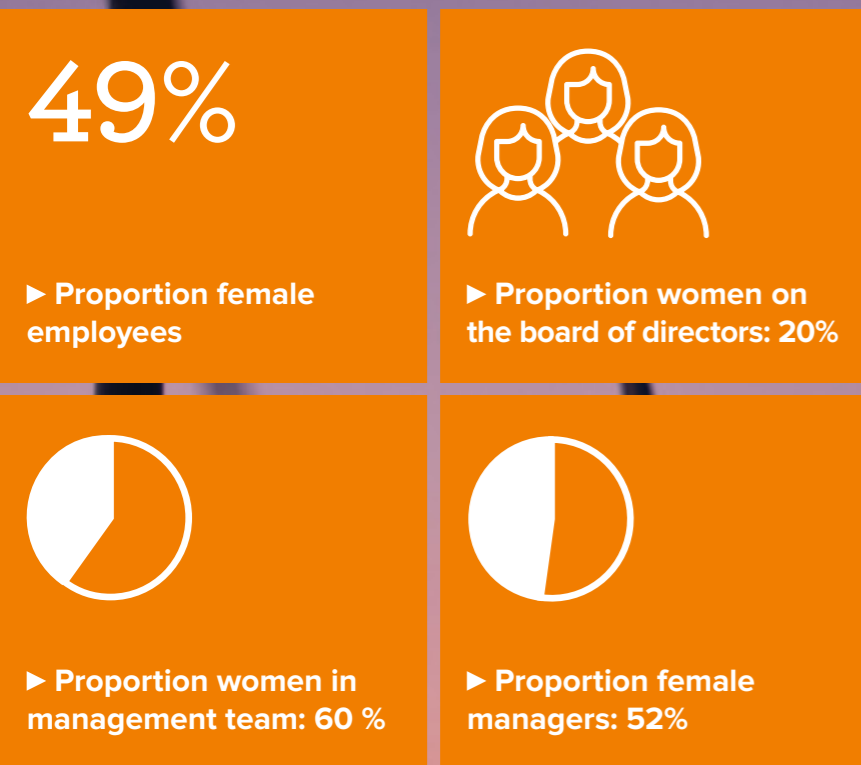 49%
▶ Proportion female
employees
▶ Proportion women on
the board of directors: 20%
▶ Proportion women in
management team: 60 %
▶ Proportion female
managers: 52%